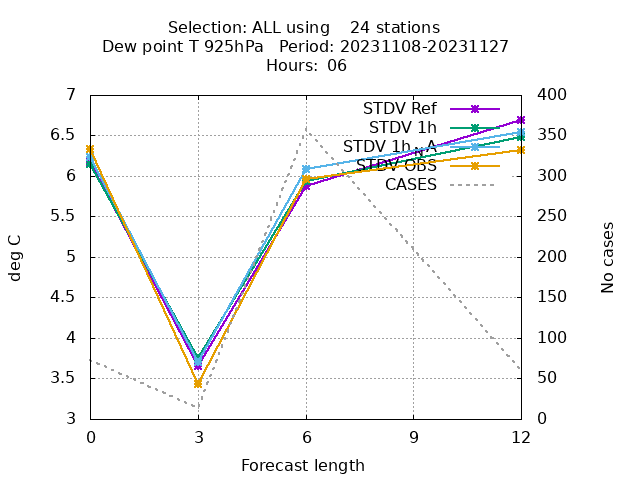 Selection: ALL using 24 stations
Dew point T 925hPa Period: 20231108-20231127
Hours: 06
7
6.5
6
5.5
5
4.5
4
3.5
3
400
350
300
250
200
150
100
50
0
STDV Ref
STDV 1h
STDV 1h_A
STDV OBS
CASES
deg C
No cases
0 3 6 9 12
Forecast length